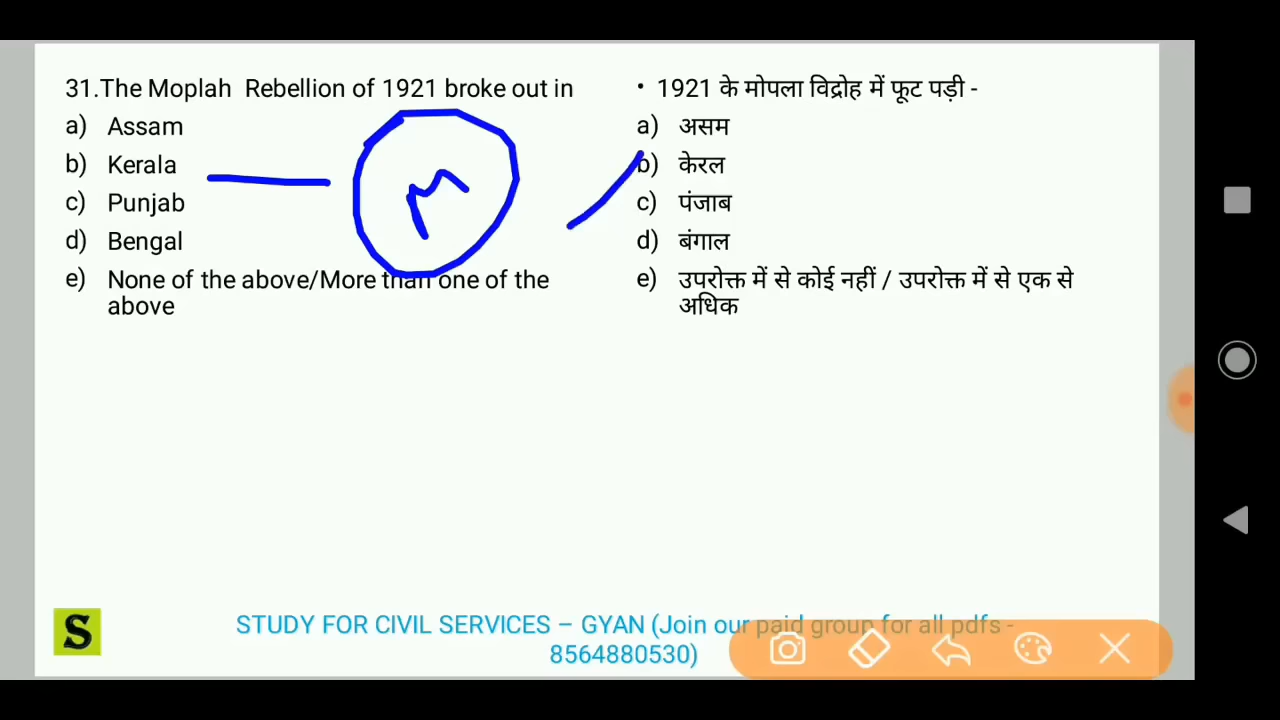 31.The Moplah Rebellion of 1921 broke out in
a) Assam
b) Kerala
c) Punjab
d) Bengal
e) None of the above/More than one of the
above
• 1921 के मोपला विद्रोह में फूट पड़ी -
a) असम
b) केरल
c) पंजाब
d) बंगाल
e) उपरोक्त में से कोई नहीं / उपरोक्त में से एक से
अधिक
S
STUDY FOR CIVIL SERVICES – GYAN (Join our paid group for all pdfs -
8564880530)